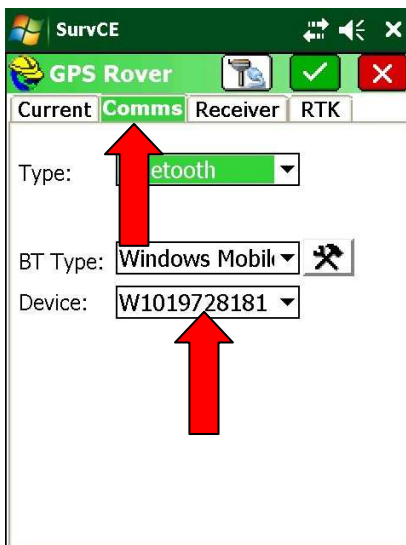 SurvCE
GPS Rover
Current Comms Receiver RTK
Type: etooth
BT Type: Windows Mobil
Device: W1019728181